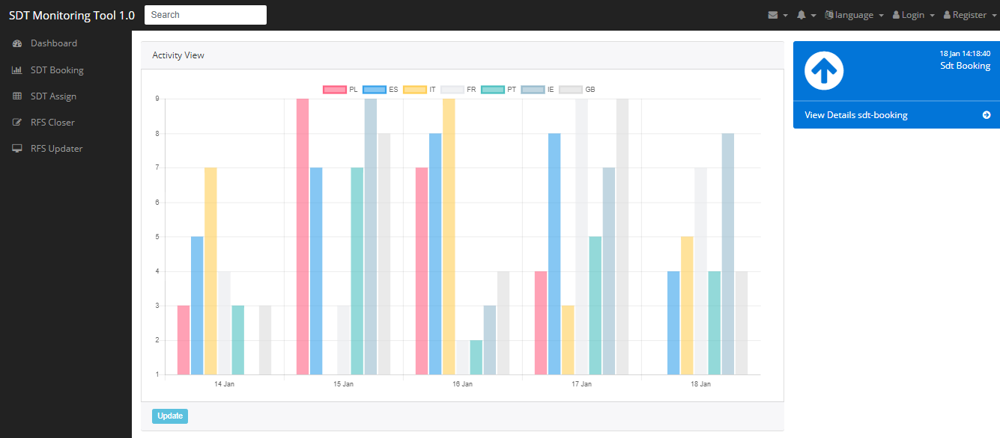 SDT Monitoring Tool 1.0
Search
language
Login
Register
Dashboard
SDT Booking
SDT Assign
RFS Closer
RFS Updater
Activity View
PL ES IT FR PT IE GB
9
8
7
6
5
4
3
2
1
14 Jan 15 Jan 16 Jan 17 Jan 18 Jan
Update
18 Jan 14:18:40
Sdt Booking
View Details sdt-booking